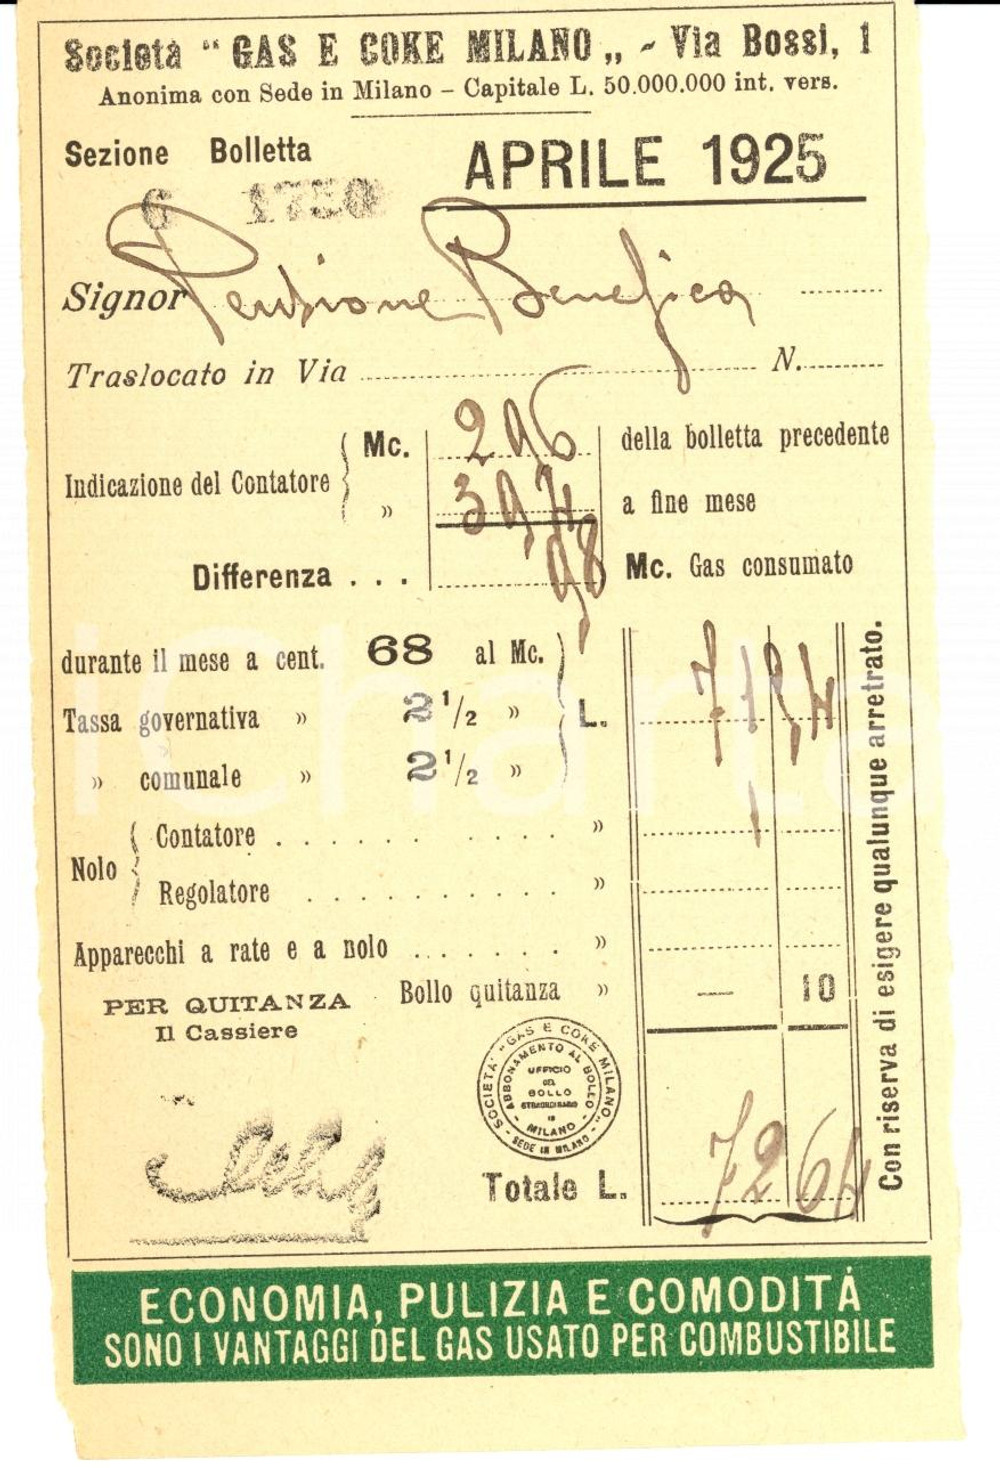 Società "GAS E COKE MILANO" - Via Bossi, 1
Anonima con Sede in Milano - Capitale L. 50.000.000 int. vers.
Sezione Bolletta
APRILE 1925
6 1750
Signor Pensione Benefica
Traslocato in Via N.
Indicazione del Contatore
Mc. 296 della bolletta precedente
» 394 a fine mese
Differenza . . . 98 Mc. Gas consumato
durante il mese a cent. 68 al Mc.
Tassa governativa » 2 1/2 » L. 71 54
» comunale » 2 1/2 »
Nolo
Contatore . . . » 1
Regolatore . . . »
Apparecchi a rate e a nolo . . . »
Bollo quitanza » — 10
PER QUITANZA
Il Cassiere
SOCIETA' "GAS E COKE MILANO"
- SEDE IN MILANO -
ABBONAMENTO AL BOLLO
UFFICIO
DEL
BOLLO
STRAORDINARIO
IN
MILANO
Totale L. 72 64
Con riserva di esigere qualunque arretrato.
ECONOMIA, PULIZIA E COMODITÀ
SONO I VANTAGGI DEL GAS USATO PER COMBUSTIBILE